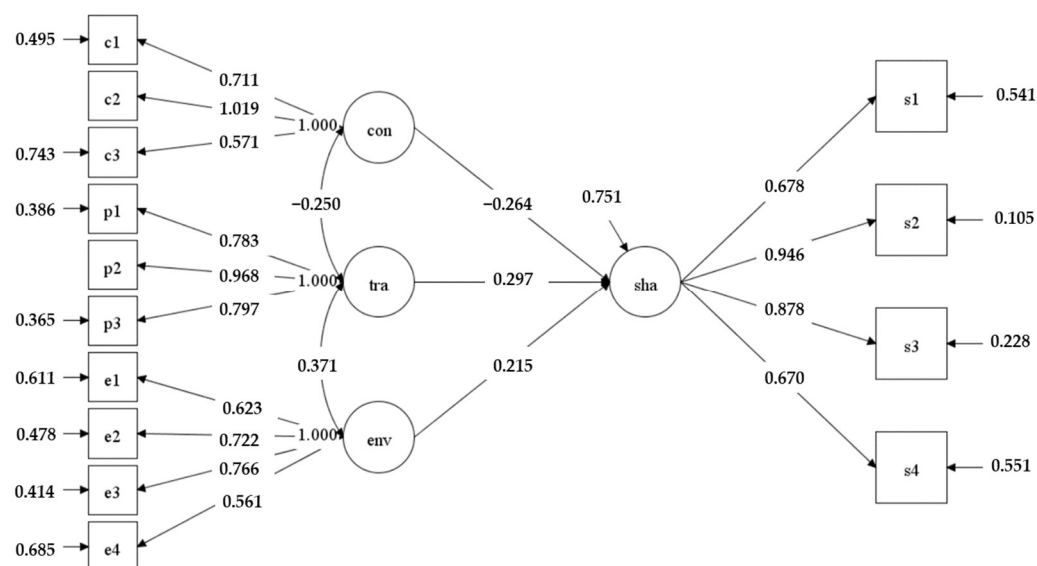 0.495
c1
0.711
c2
1.019
1.000
con
0.743
c3
0.571
0.386
p1
−0.250
−0.264
0.783
p2
0.968
1.000
tra
0.297
0.751
sha
0.365
p3
0.797
0.611
e1
0.371
0.215
0.623
0.478
e2
0.722
1.000
env
0.414
e3
0.766
0.561
0.685
e4
s1
0.541
0.678
s2
0.105
0.946
0.878
s3
0.228
0.670
s4
0.551